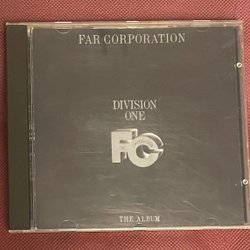 FAR CORPORATION
DIVISION
ONE
FC
THE ALBUM